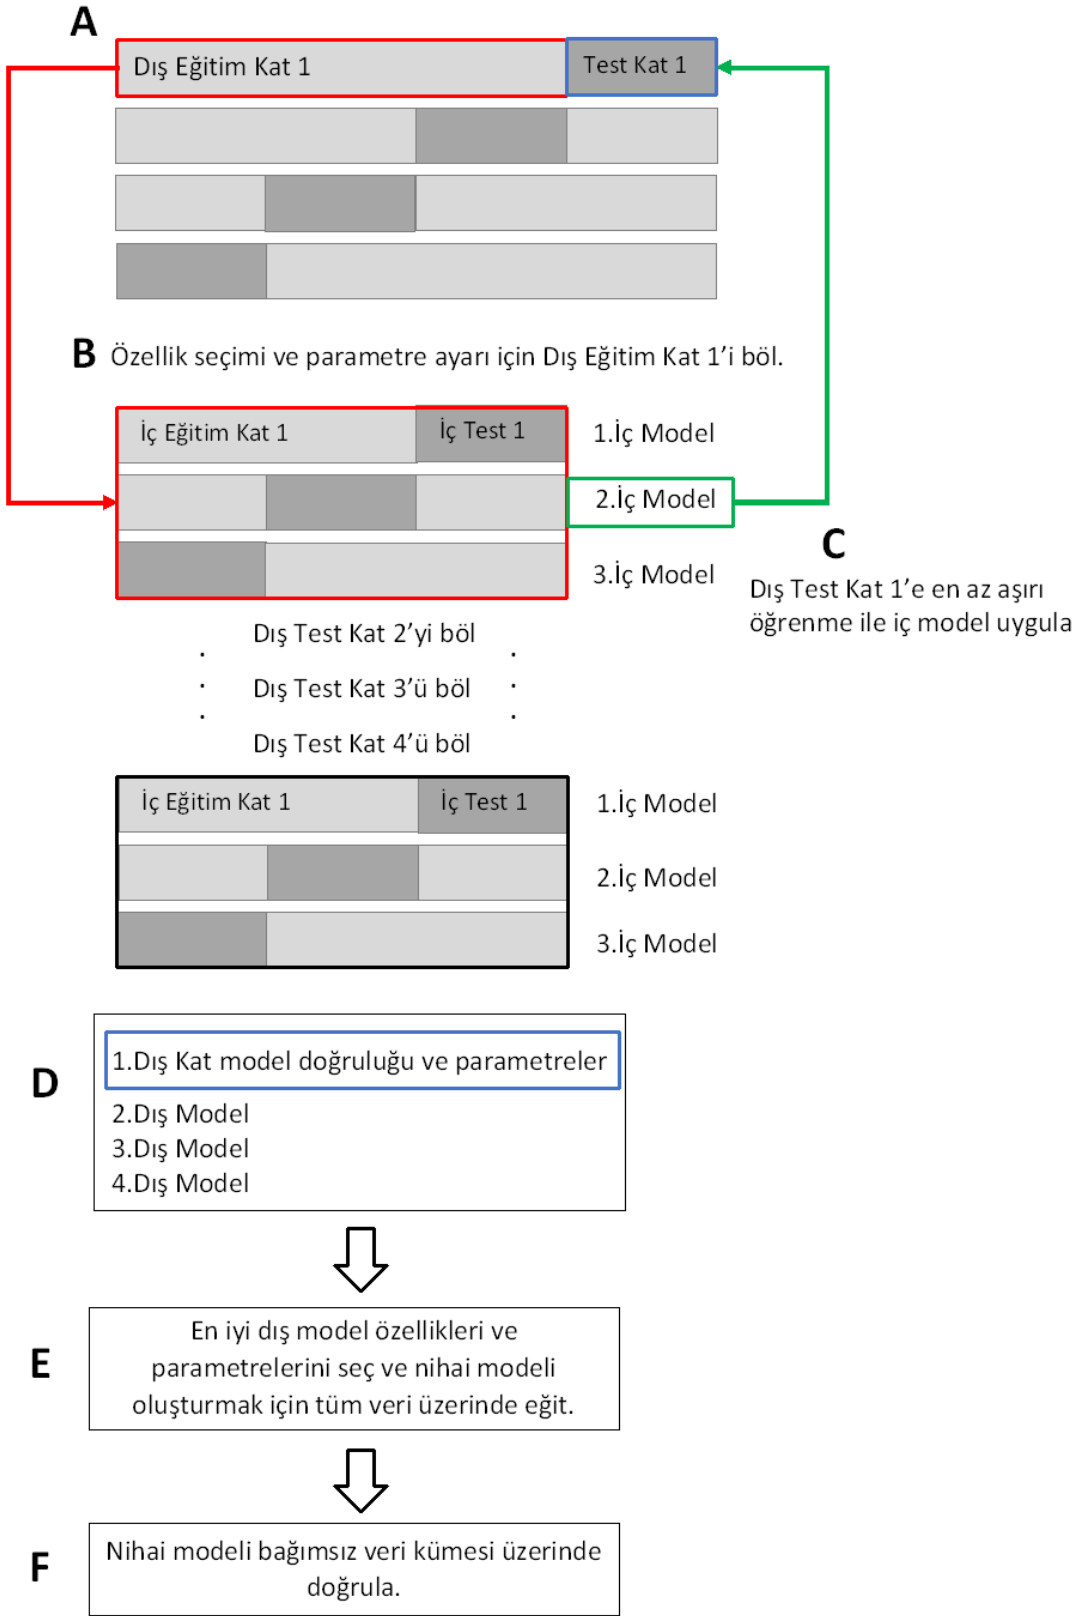 A
Dış Eğitim Kat 1
Test Kat 1
B Özellik seçimi ve parametre ayarı için Dış Eğitim Kat 1’i böl.
İç Eğitim Kat 1
İç Test 1
1.İç Model
2.İç Model
3.İç Model
C
Dış Test Kat 1’e en az aşırı
öğrenme ile iç model uygula
Dış Test Kat 2’yi böl
Dış Test Kat 3’ü böl
Dış Test Kat 4’ü böl
İç Eğitim Kat 1
İç Test 1
1.İç Model
2.İç Model
3.İç Model
D
1.Dış Kat model doğruluğu ve parametreler
2.Dış Model
3.Dış Model
4.Dış Model
E
En iyi dış model özellikleri ve
parametrelerini seç ve nihai modeli
oluşturmak için tüm veri üzerinde eğit.
F
Nihai modeli bağımsız veri kümesi üzerinde
doğrula.